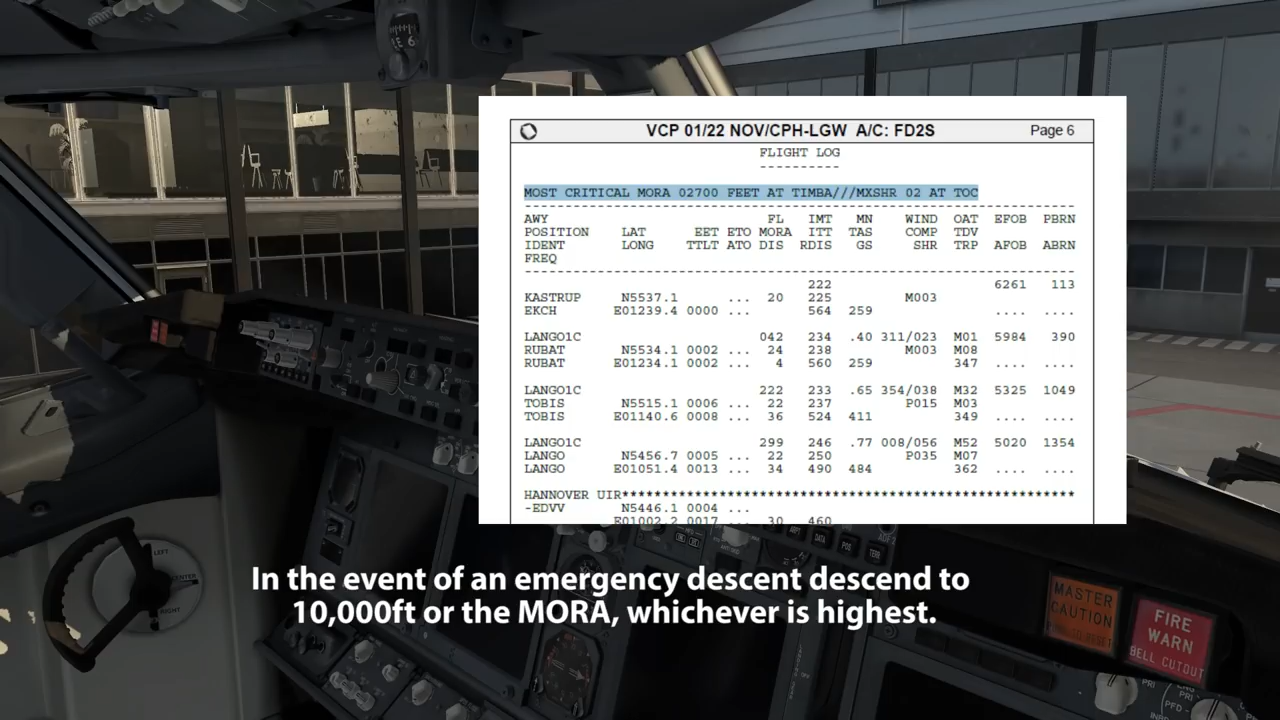 VCP 01/22 NOV/CPH-LGW A/C: FD2S Page 6
FLIGHT LOG
----------
MOST CRITICAL MORA 02700 FEET AT TIMBA///MXSHR 02 AT TOC
AWY FL IMT MN WIND OAT EFOB PBRN
POSITION LAT EET ETO MORA ITT TAS COMP TDV
IDENT LONG TTLT ATO DIS RDIS GS SHR TRP AFOB ABRN
FREQ
222 6261 113
KASTRUP N5537.1 ... 20 225 M003
EKCH E01239.4 0000 ... 564 259 .... ....
LANGO1C 042 234 .40 311/023 M01 5984 390
RUBAT N5534.1 0002 ... 24 238 M003 M08
RUBAT E01234.1 0002 ... 4 560 259 347 .... ....
LANGO1C 222 233 .65 354/038 M32 5325 1049
TOBIS N5515.1 0006 ... 22 237 P015 M03
TOBIS E01140.6 0008 ... 36 524 411 349 .... ....
LANGO1C 299 246 .77 008/056 M52 5020 1354
LANGO N5456.7 0005 ... 22 250 P035 M07
LANGO E01051.4 0013 ... 34 490 484 362 .... ....
HANNOVER UIR*******************************************************
-EDVV N5446.1 0004 ...
E01002.2 0017 ... 30 460
In the event of an emergency descent descend to
10,000ft or the MORA, whichever is highest.
LEFT
CENTER
RIGHT
DATA
POS
TERR
MASTER
CAUTION
FIRE
WARN
BELL CUTOUT